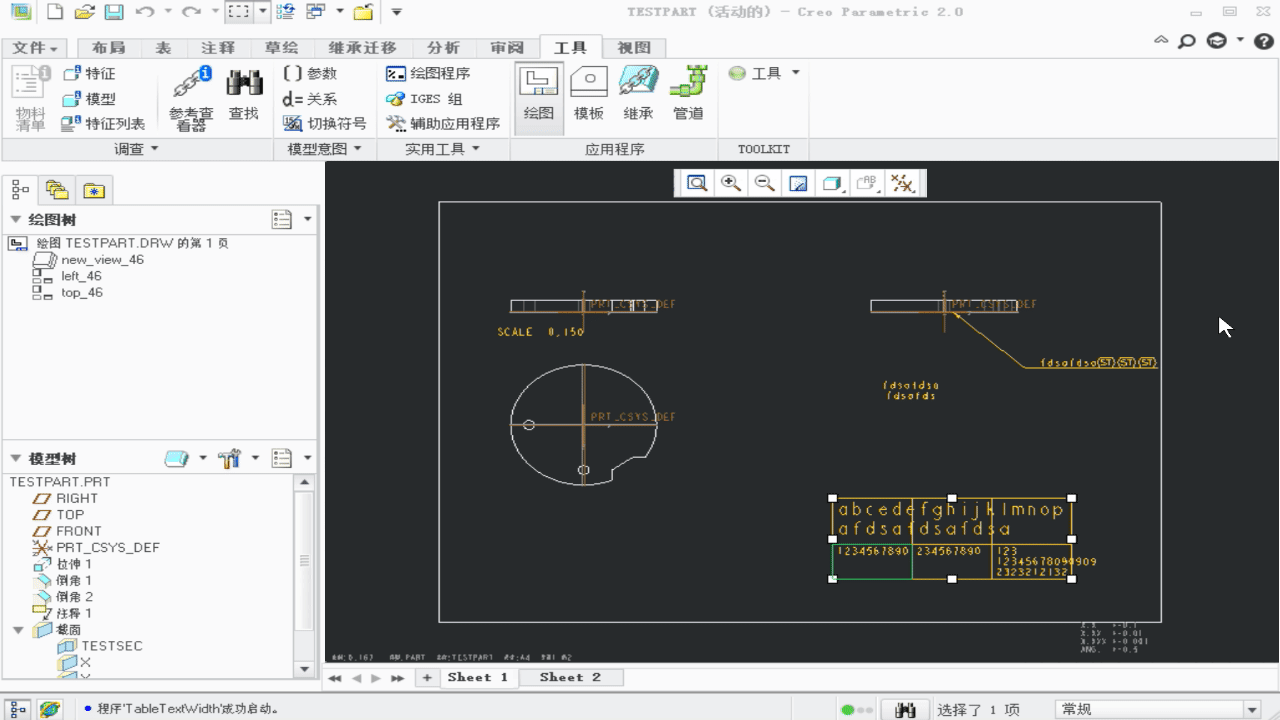 TESTPART (活动的) - Creo Parametric 2.0
文件 布局 表 注释 草绘 继承迁移 分析 审阅 工具 视图
特征 参数 绘图程序 工具
物料清单 模型 参考查看器 查找 关系 IGES 组 绘图 模板 继承 管道
特征列表 切换符号 辅助应用程序
调查 模型意图 实用工具 应用程序 TOOLKIT
绘图树
绘图 TESTPART.DRW 的第 1 页
new_view_46
left_46
top_46
模型树
TESTPART.PRT
RIGHT
TOP
FRONT
PRT_CSYS_DEF
拉伸 1
倒角 1
倒角 2
注释 1
截面
TESTSEC
X
PRT_CSYS_DEF
PRT_CSYS_DEF
SCALE 0,150
fdsafdsa(ST)(ST)(ST)
fdsafdsa
fdsafds
PRT_CSYS_DEF
abcdefghijklmnop
afdsafdsafdsa
1234567890 234567890 123
12345678090909
2323212132
Sheet 1 Sheet 2
程序'TableTextWidth'成功启动。
选择了 1 项 常规